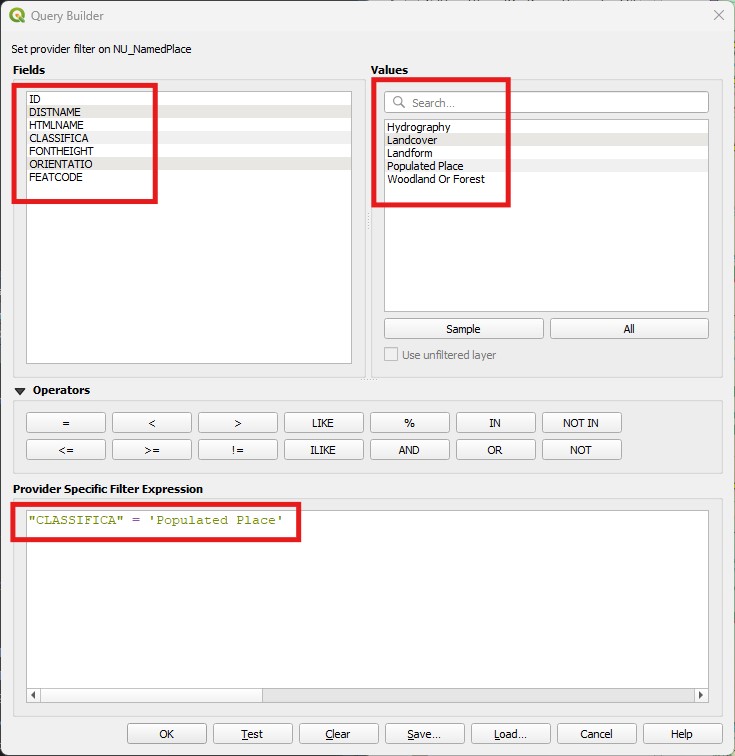 Query Builder
Set provider filter on NU_NamedPlace
Fields
ID
DISTNAME
HTMLNAME
CLASSIFICA
FONTHEIGHT
ORIENTATIO
FEATCODE
Values
Search...
Hydrography
Landcover
Landform
Populated Place
Woodland Or Forest
Sample All
Use unfiltered layer
Operators
= < > LIKE % IN NOT IN
<= >= != ILIKE AND OR NOT
Provider Specific Filter Expression
"CLASSIFICA" = 'Populated Place'
OK Test Clear Save... Load... Cancel Help